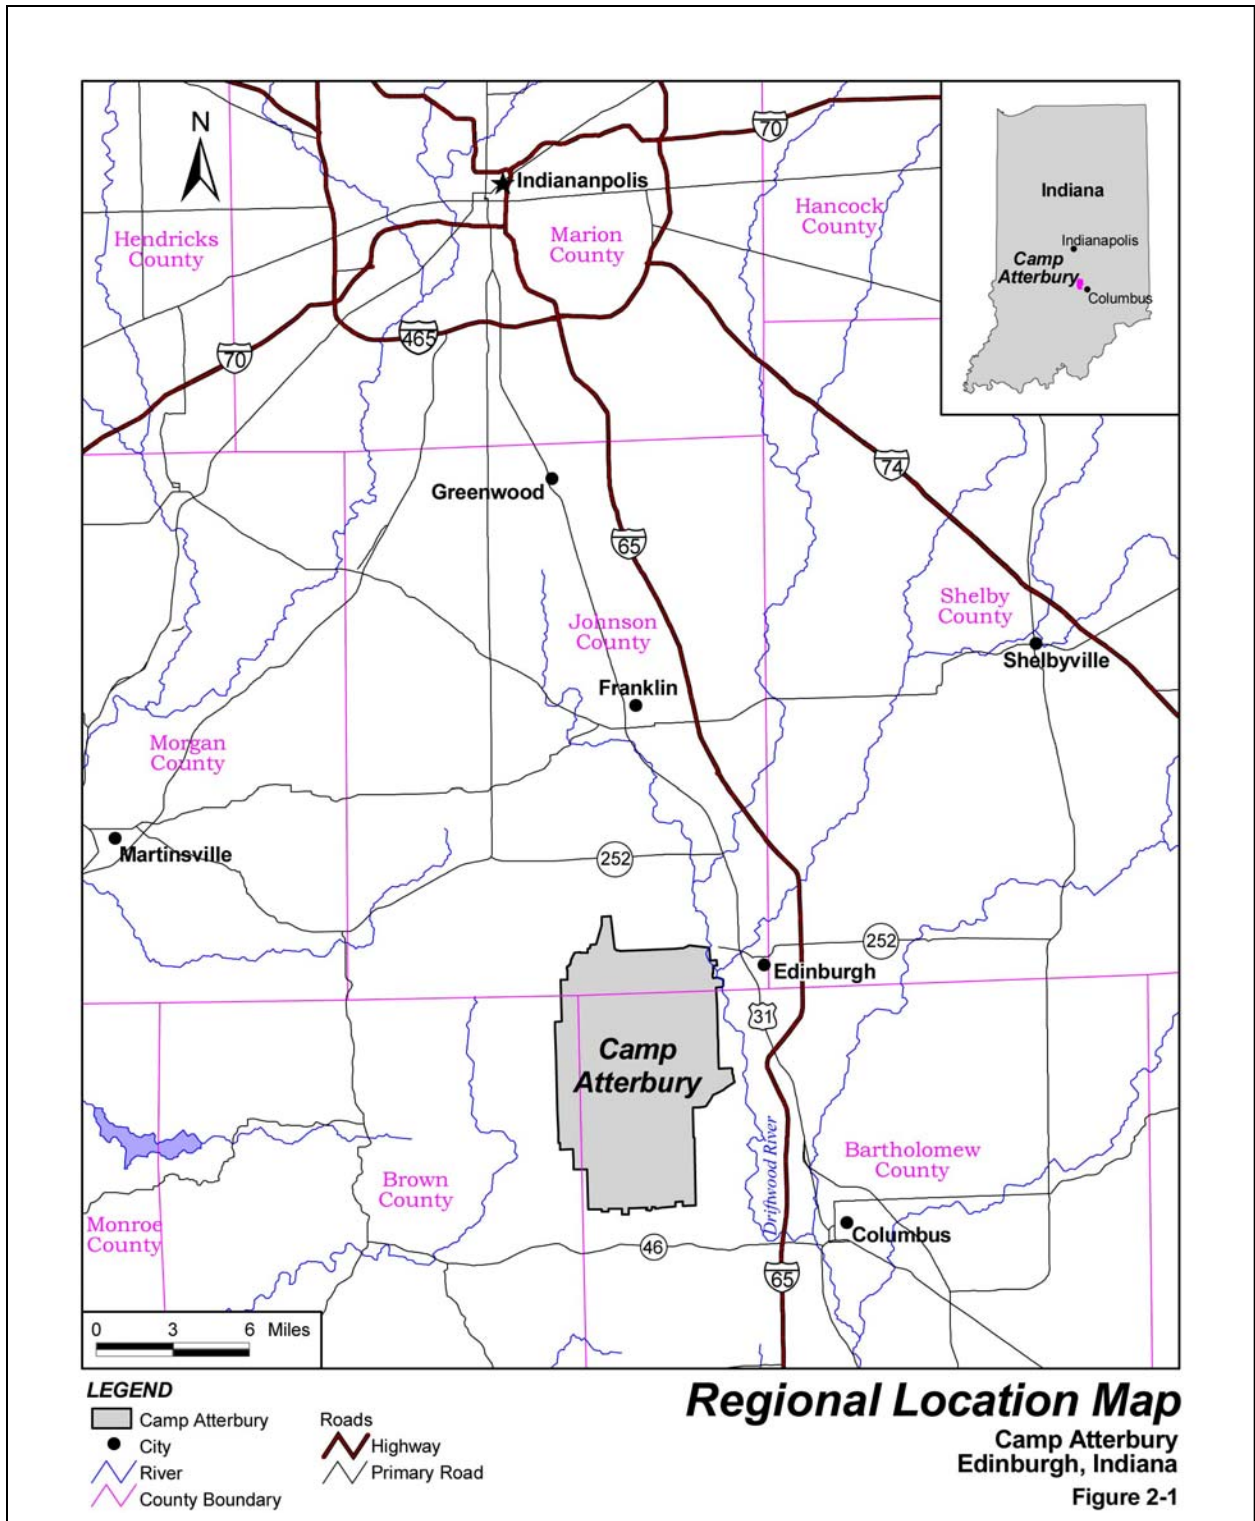 N
70
Indiananpolis
Indiana
Indianapolis
Camp
Atterbury
Columbus
Hendricks
County
Marion
County
Hancock
County
465
70
74
Greenwood
65
Johnson
County
Shelby
County
Shelbyville
Franklin
Morgan
County
Martinsville
252
252
Edinburgh
31
Camp
Atterbury
Driftwood River
Brown
County
Bartholomew
County
Monroe
County
Columbus
46
65
0 3 6 Miles
LEGEND
Camp Atterbury
City
River
County Boundary
Roads
Highway
Primary Road
Regional Location Map
Camp Atterbury
Edinburgh, Indiana
Figure 2-1